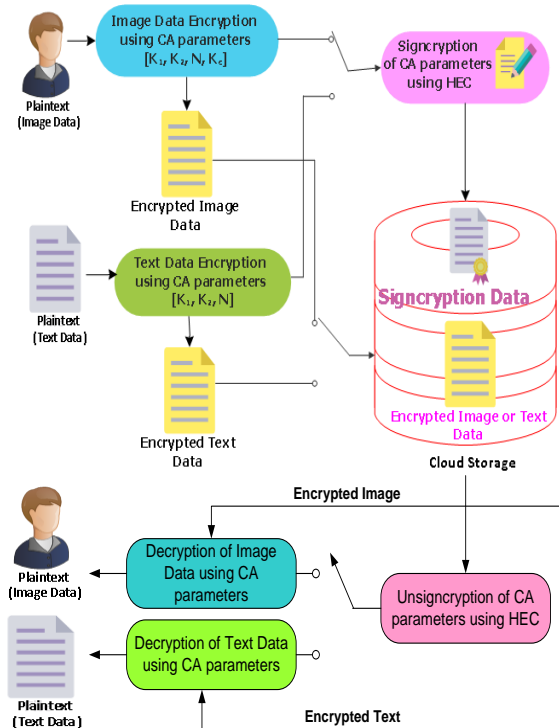 Image Data Encryption
using CA parameters
[K₁, K₂, N, K꜀]
Signcryption
of CA parameters
using HEC
Plaintext
(Image Data)
Encrypted Image
Data
Text Data Encryption
using CA parameters
[K₁, K₂, N]
Plaintext
(Text Data)
Signcryption Data
Encrypted Text
Data
Encrypted Image or Text
Data
Cloud Storage
Encrypted Image
Decryption of Image
Data using CA
parameters
Plaintext
(Image Data)
Unsigncryption of CA
parameters using HEC
Decryption of Text Data
using CA parameters
Plaintext
(Text Data)
Encrypted Text